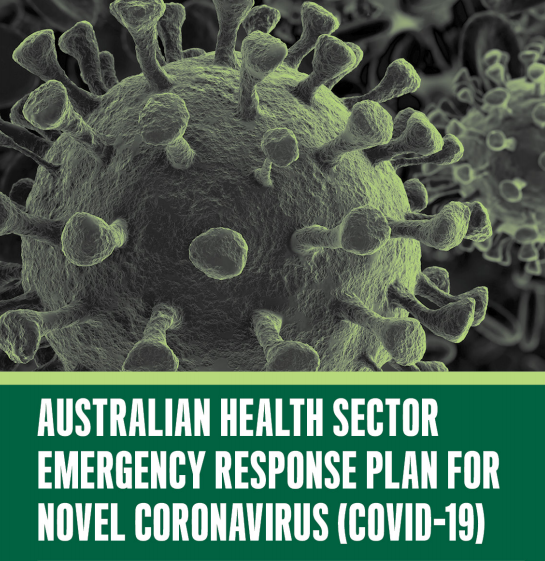 AUSTRALIAN HEALTH SECTOR
EMERGENCY RESPONSE PLAN FOR
NOVEL CORONAVIRUS (COVID-19)